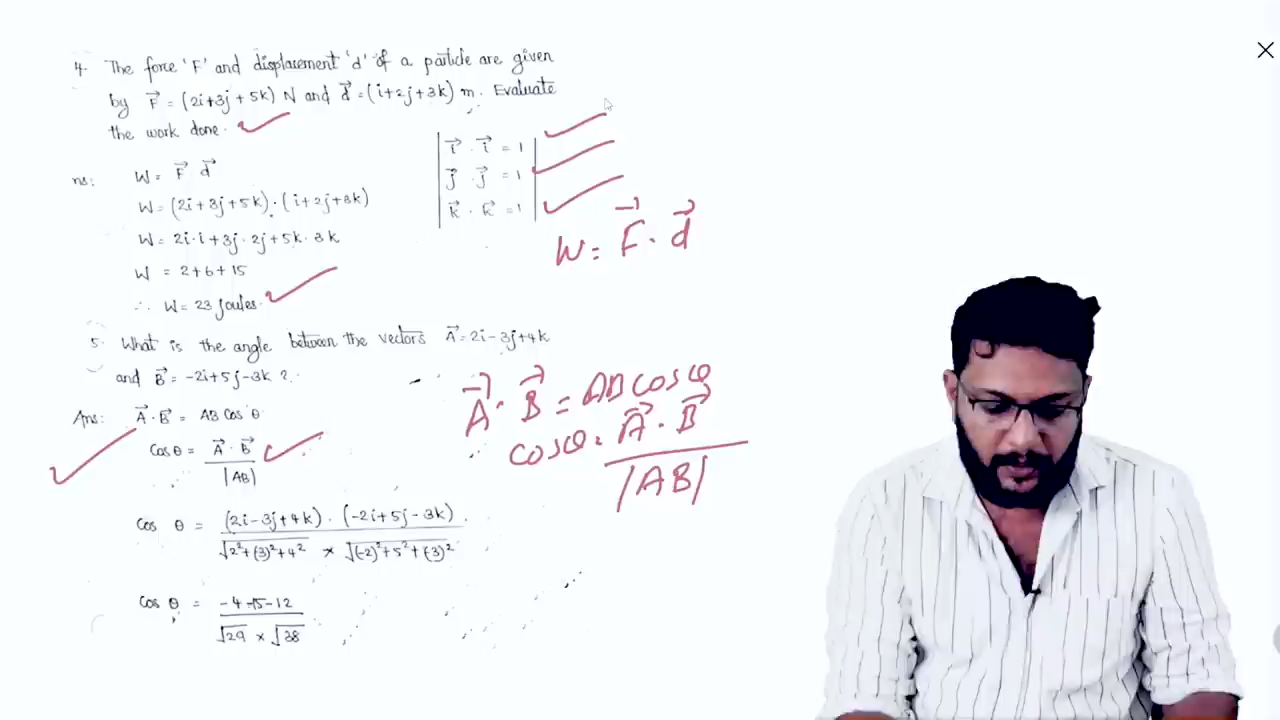 4. The force 'F' and displacement 'd' of a particle are given
by F⃗ = (2i+3j+5k) N and d⃗ = (i+2j+3k) m. Evaluate
the work done.
ns: W = F⃗ d⃗
W = (2i+3j+5k) . (i+2j+3k)
W = 2i·i+3j·2j+5k·3k
W = 2+6+15
∴ W = 23 Joules.
i⃗ . i⃗ = 1
j⃗ . j⃗ = 1
k⃗ . k⃗ = 1
W = F⃗ . d⃗
5. What is the angle between the vectors A⃗ = 2i-3j+4k
and B⃗ = -2i+5j-3k ?
Ans: A⃗ . B⃗ = AB Cos θ
Cos θ = A⃗ . B⃗
|AB|
A⃗ . B⃗ = AB cos θ
cos θ = A⃗ . B⃗
|AB|
Cos θ = (2i-3j+4k) . (-2i+5j-3k)
√2²+(-3)²+4² × √(-2)²+5²+(-3)²
Cos θ = -4-15-12
√29 × √38